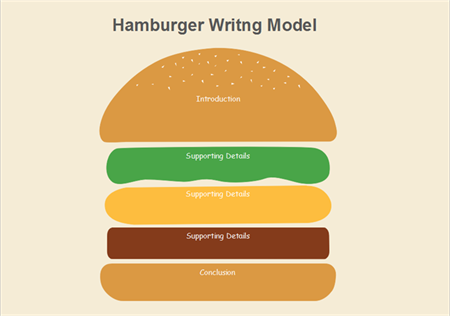 Hamburger Writng Model
Introduction
Supporting Details
Supporting Details
Supporting Details
Conclusion